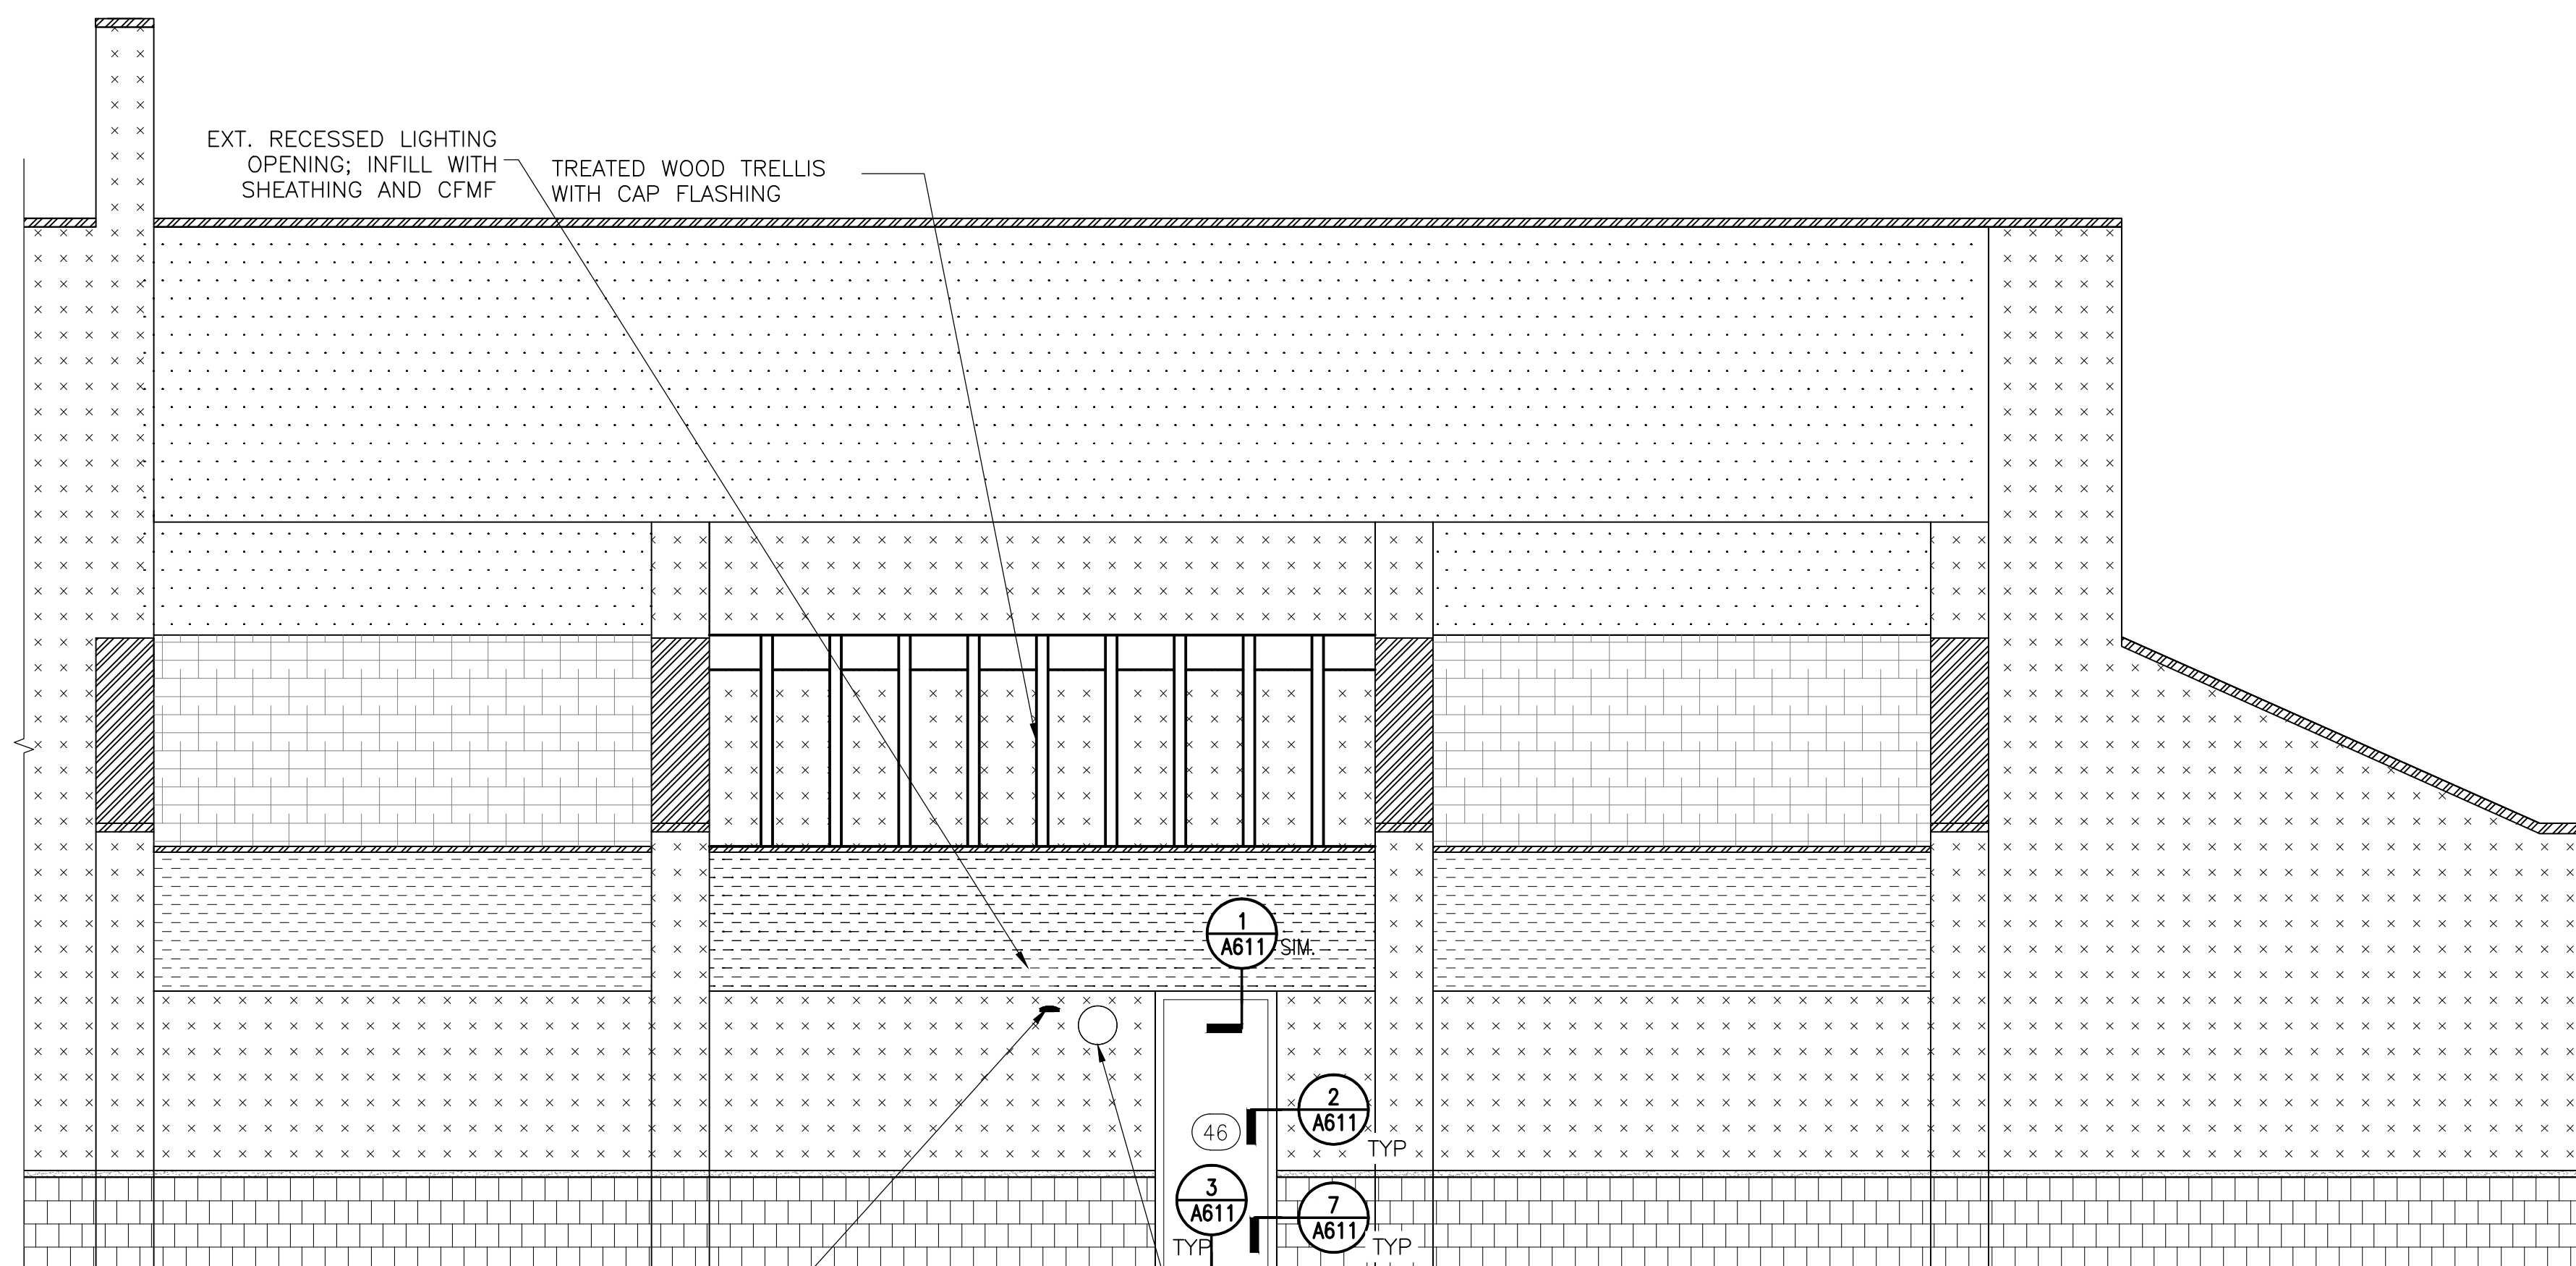 EXT. RECESSED LIGHTING
OPENING; INFILL WITH
SHEATHING AND CFMF
TREATED WOOD TRELLIS
WITH CAP FLASHING
1
A611 SIM.
2
A611
TYP
46
3
A611
TYP
7
A611
TYP